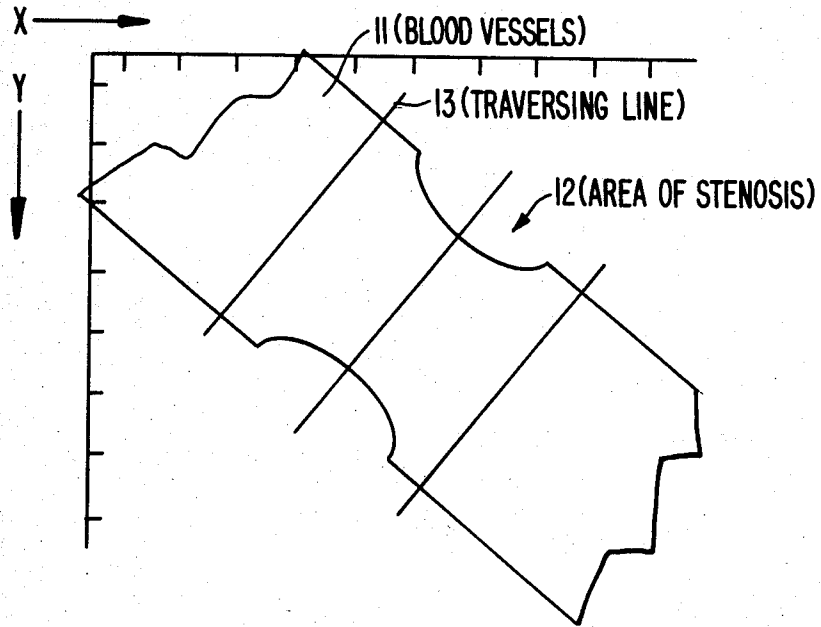 X
Y
11(BLOOD VESSELS)
13(TRAVERSING LINE)
12(AREA OF STENOSIS)